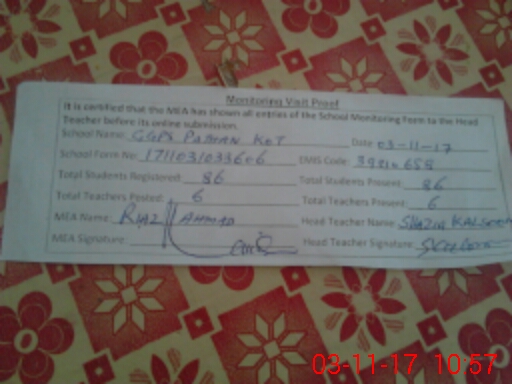 Monitoring Visit Proof
It is certified that the MEA has shown all entries of the School Monitoring Form to the Head
Teacher before its online submission.
School Name: GGPS PATHAN KOT Date: 03-11-17
School Form No: EMIS Code:
Total Students Registered: 86 Total Students Present: 86
Total Teachers Posted: 6 Total Teachers Present: 6
MEA Name: RIAZ AHMAD Head Teacher Name: SHAZIA KALSOOM
MEA Signature: Head Teacher Signature:
03-11-17 10:57